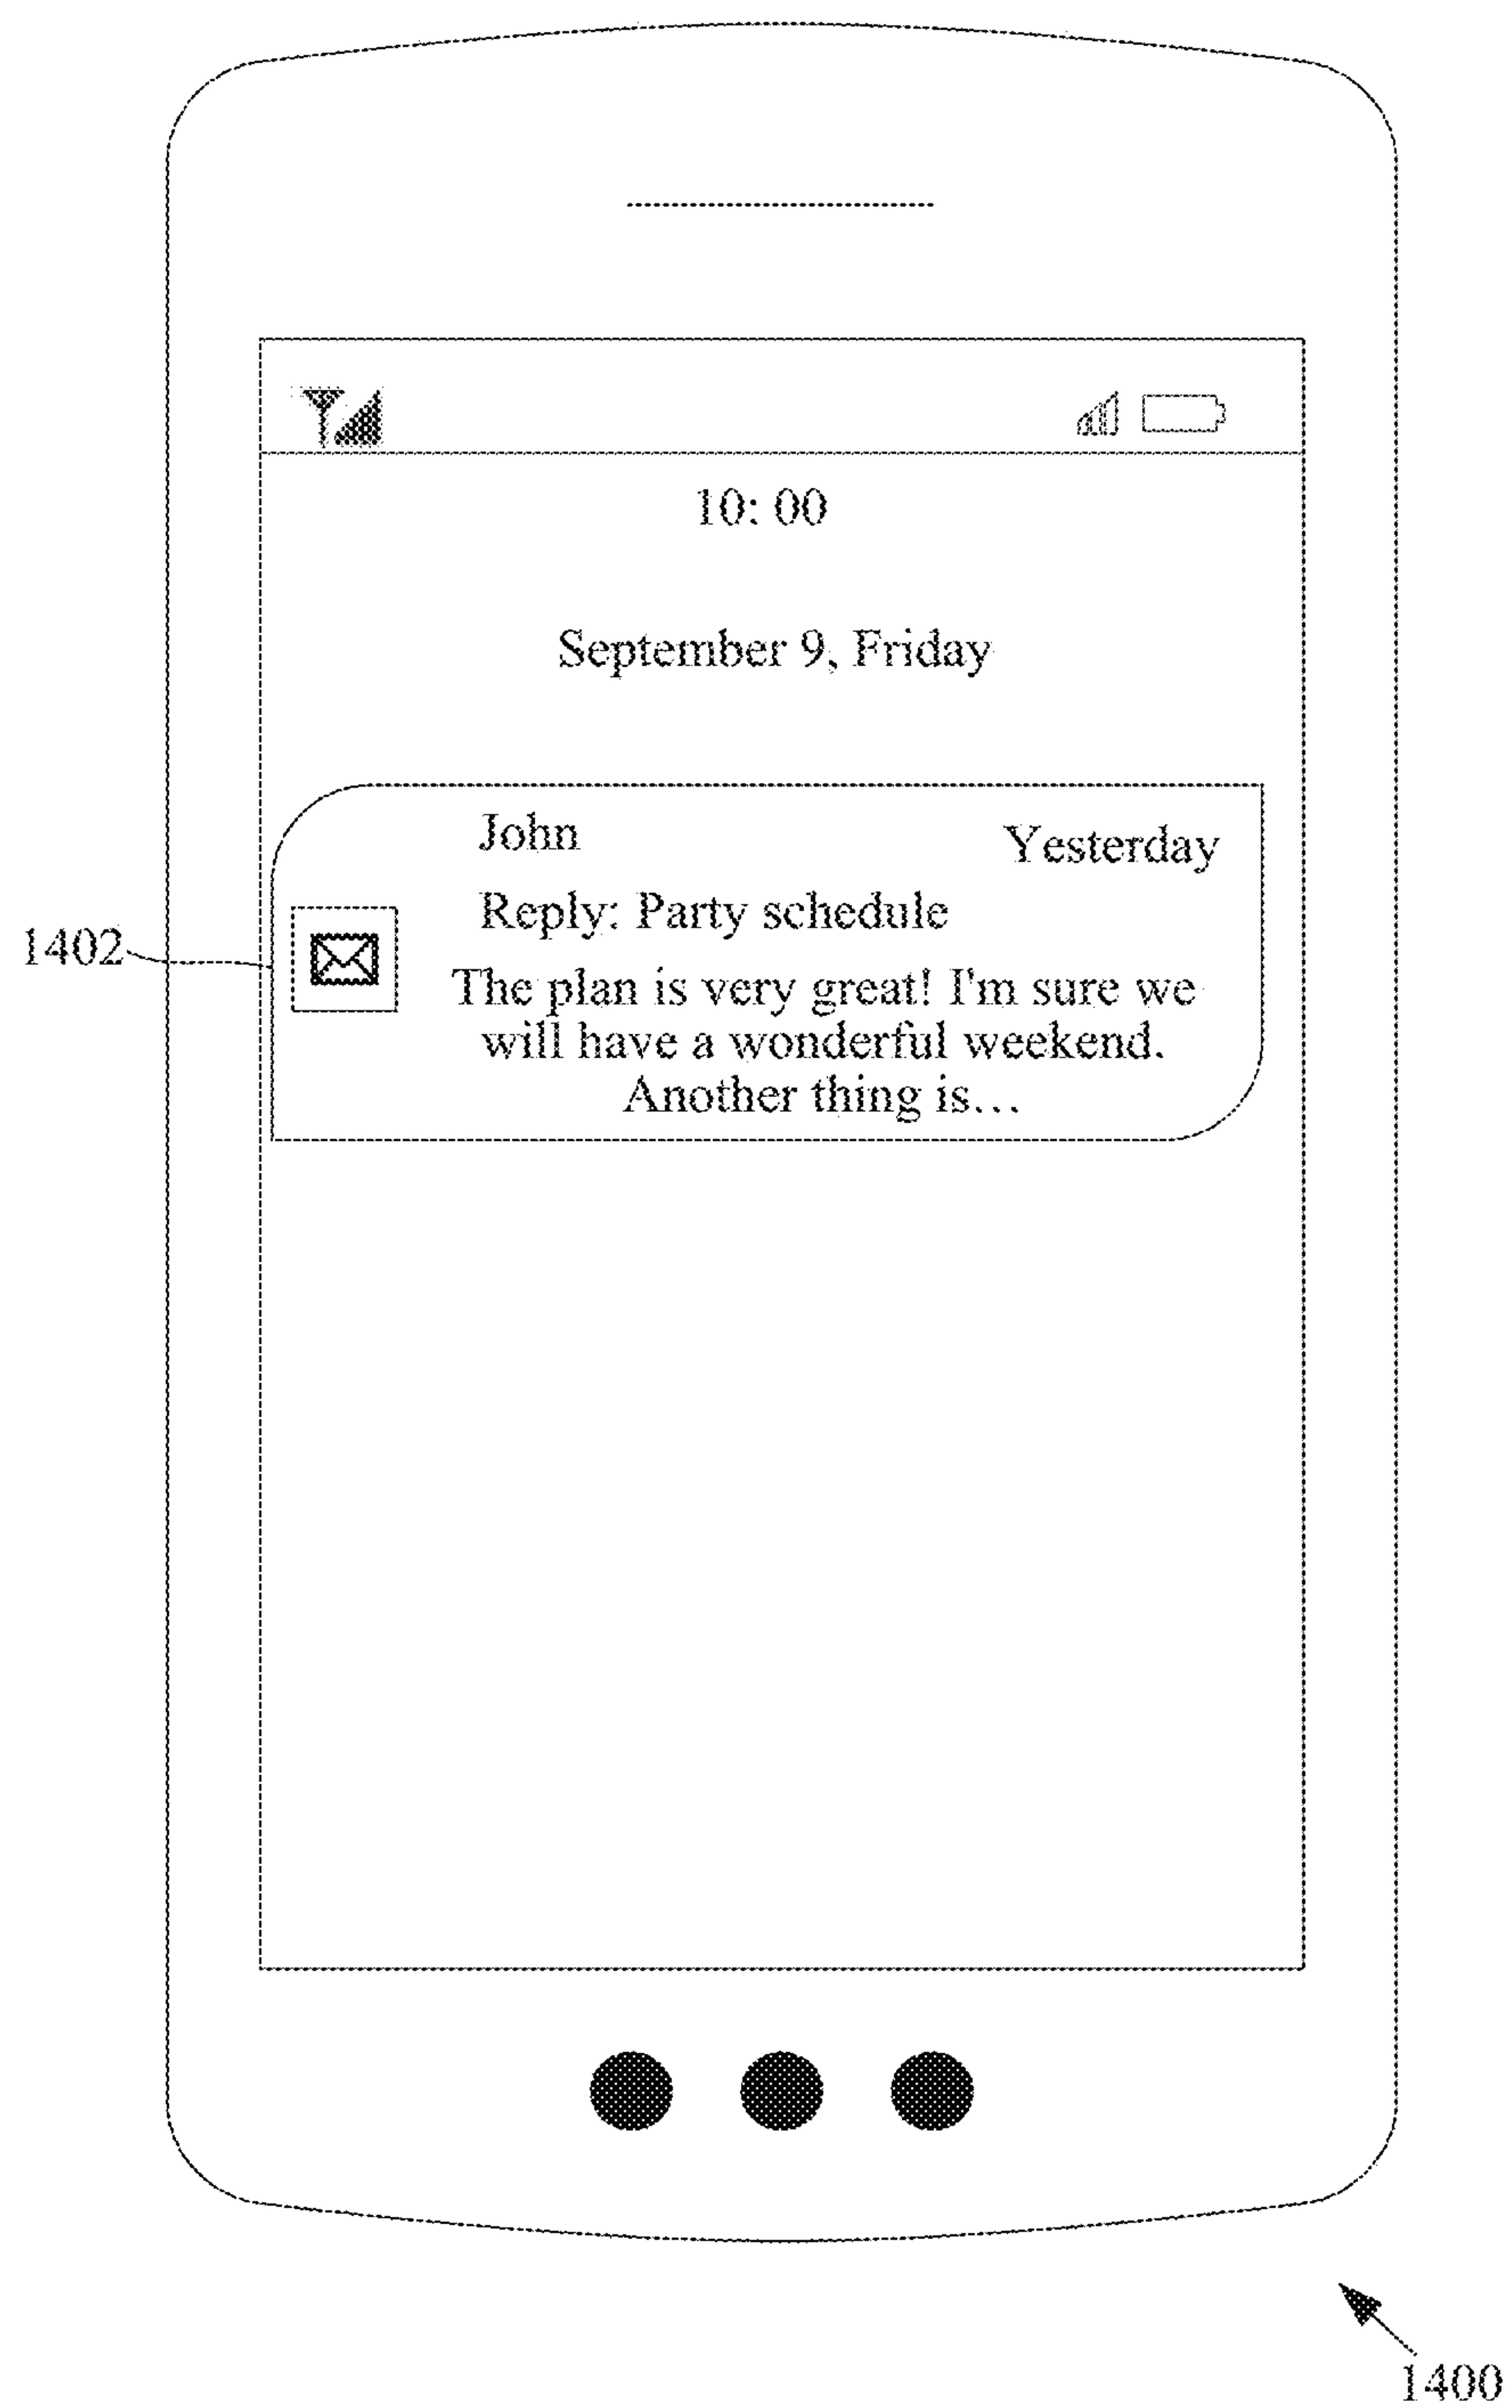 10: 00
September 9, Friday
John
Yesterday
Reply: Party schedule
1402
The plan is very great! I'm sure we
will have a wonderful weekend.
Another thing is...
1400